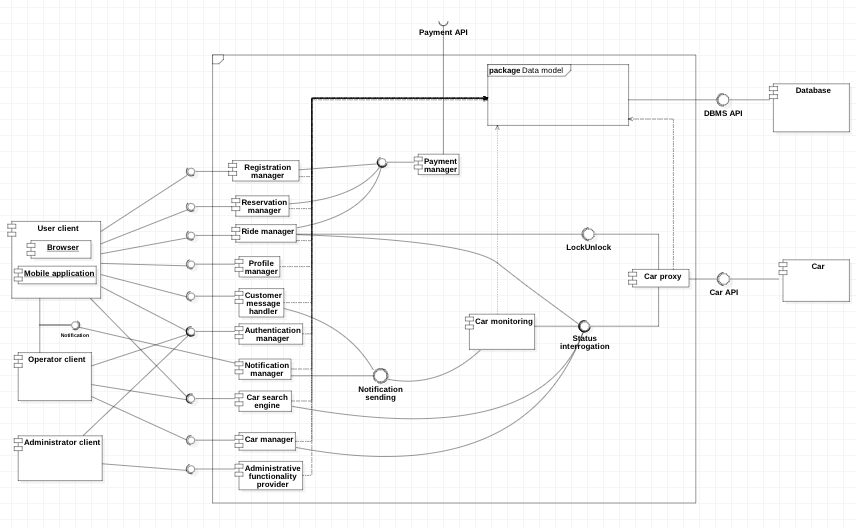 Payment API
package Data model
Database
DBMS API
Registration
manager
Payment
manager
Reservation
manager
User client
Browser
Mobile application
Ride manager
LockUnlock
Profile
manager
Car proxy
Car API
Car
Customer
message
handler
Car monitoring
Authentication
manager
Status
interrogation
Notification
Operator client
Notification
manager
Notification
sending
Car search
engine
Administrator client
Car manager
Administrative
functionality
provider